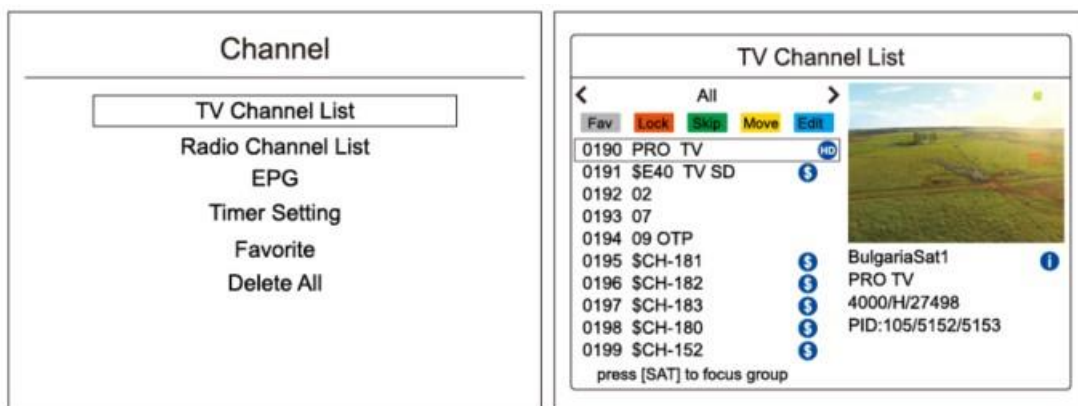 Channel
TV Channel List
Radio Channel List
EPG
Timer Setting
Favorite
Delete All
TV Channel List
< All >
Fav Lock Skip Move Edit
0190 PRO TV HD
0191 $E40 TV SD $
0192 02
0193 07
0194 09 OTP
0195 $CH-181 $
0196 $CH-182 $
0197 $CH-183 $
0198 $CH-180 $
0199 $CH-152 $
press [SAT] to focus group
BulgariaSat1 i
PRO TV
4000/H/27498
PID:105/5152/5153